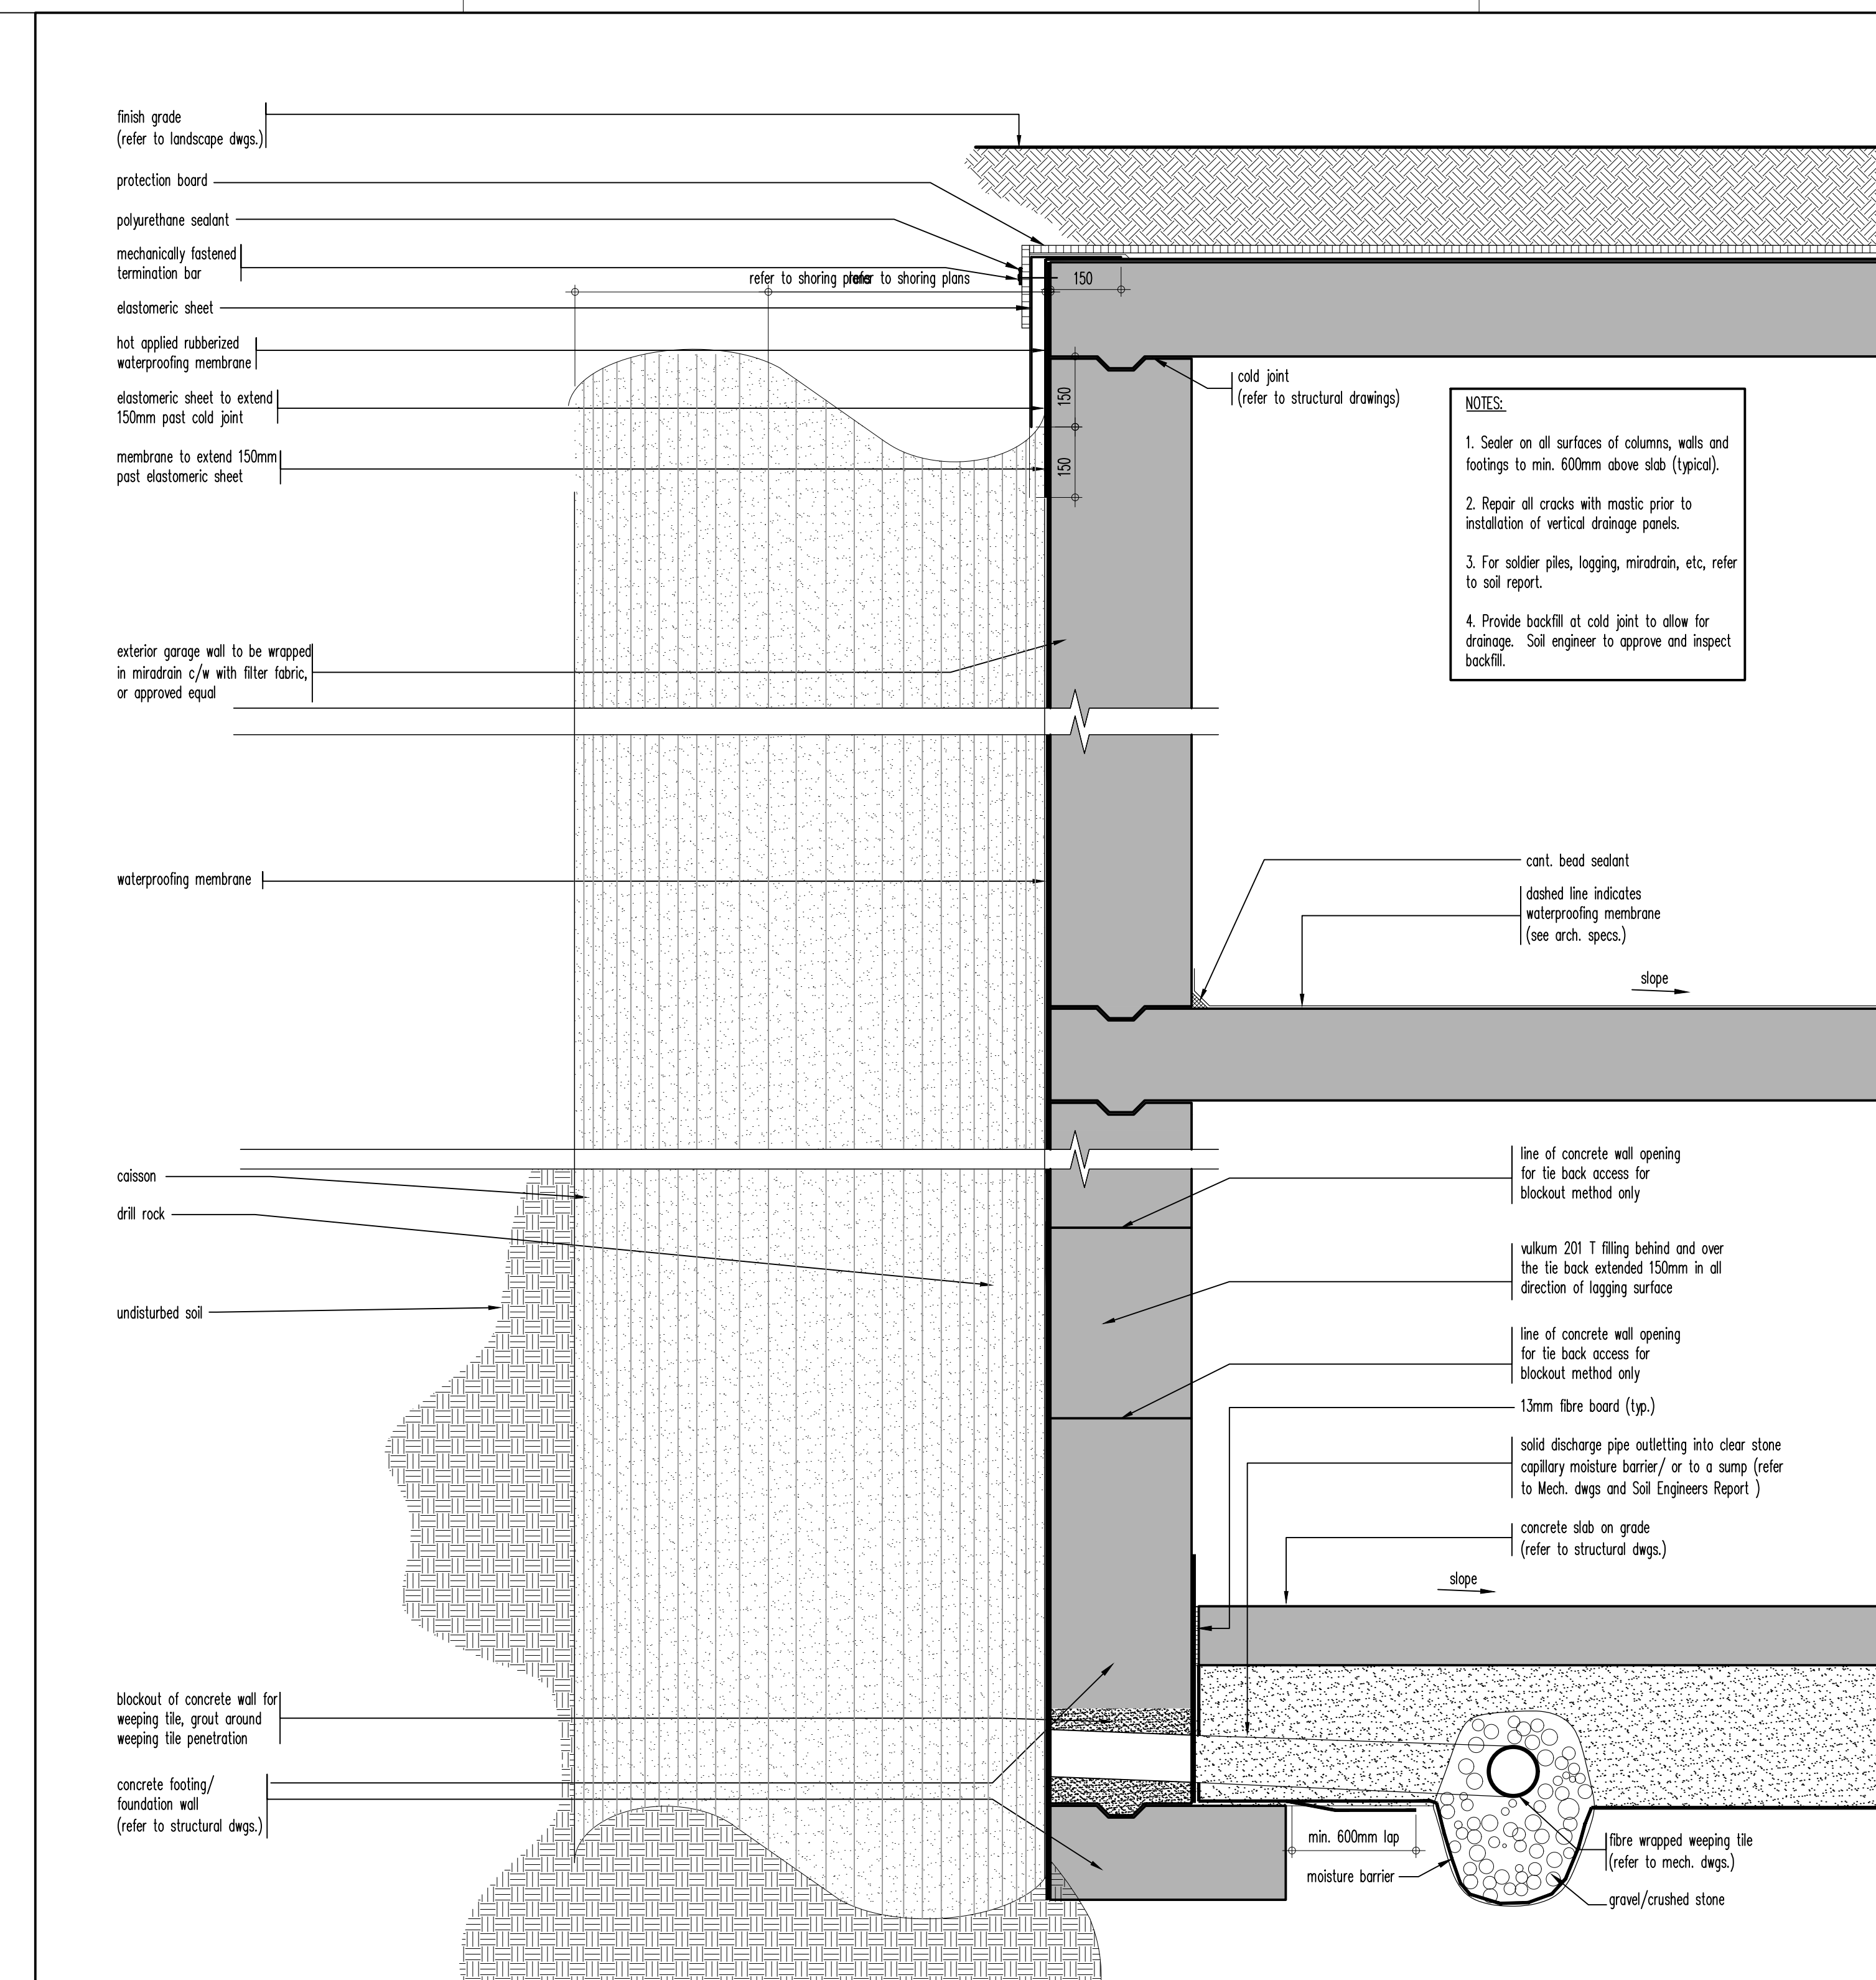 finish grade
(refer to landscape dwgs.)
protection board
polyurethane sealant
mechanically fastened
termination bar
refer to shoring plans
refer to shoring plans
150
elastomeric sheet
hot applied rubberized
waterproofing membrane
elastomeric sheet to extend
150mm past cold joint
membrane to extend 150mm
past elastomeric sheet
150
150
cold joint
(refer to structural drawings)
NOTES:
1. Sealer on all surfaces of columns, walls and
footings to min. 600mm above slab (typical).
2. Repair all cracks with mastic prior to
installation of vertical drainage panels.
3. For soldier piles, logging, miradrain, etc, refer
to soil report.
4. Provide backfill at cold joint to allow for
drainage. Soil engineer to approve and inspect
backfill.
exterior garage wall to be wrapped
in miradrain c/w with filter fabric,
or approved equal
waterproofing membrane
cant. bead sealant
dashed line indicates
waterproofing membrane
(see arch. specs.)
slope
caisson
drill rock
undisturbed soil
line of concrete wall opening
for tie back access for
blockout method only
vulkum 201 T filling behind and over
the tie back extended 150mm in all
direction of lagging surface
line of concrete wall opening
for tie back access for
blockout method only
13mm fibre board (typ.)
solid discharge pipe outletting into clear stone
capillary moisture barrier/ or to a sump (refer
to Mech. dwgs and Soil Engineers Report )
concrete slab on grade
(refer to structural dwgs.)
slope
blockout of concrete wall for
weeping tile, grout around
weeping tile penetration
concrete footing/
foundation wall
(refer to structural dwgs.)
min. 600mm lap
moisture barrier
fibre wrapped weeping tile
(refer to mech. dwgs.)
gravel/crushed stone